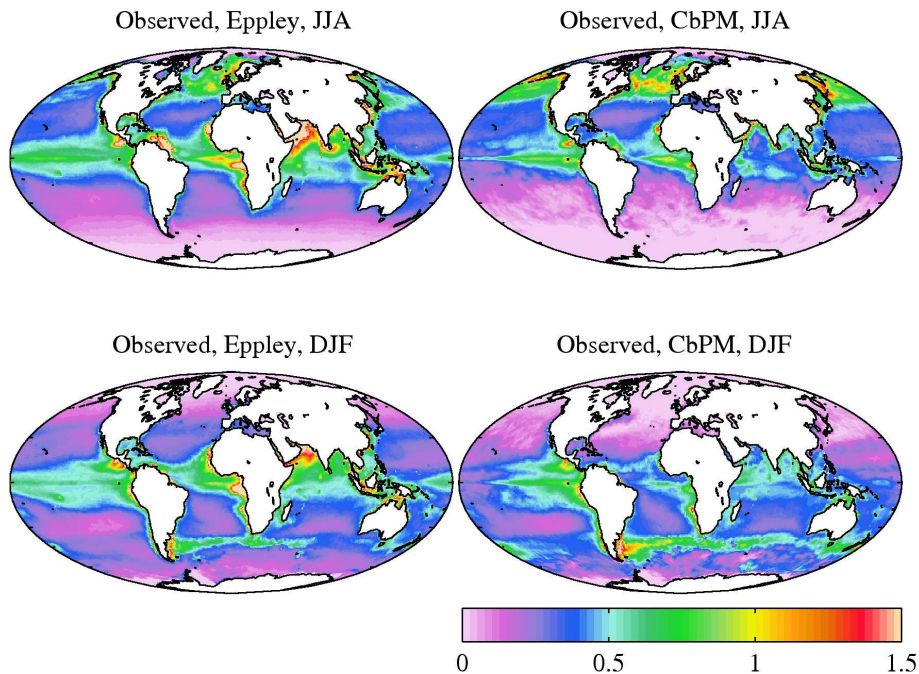 Observed, Eppley, JJA
Observed, CbPM, JJA
Observed, Eppley, DJF
Observed, CbPM, DJF
0 0.5 1 1.5